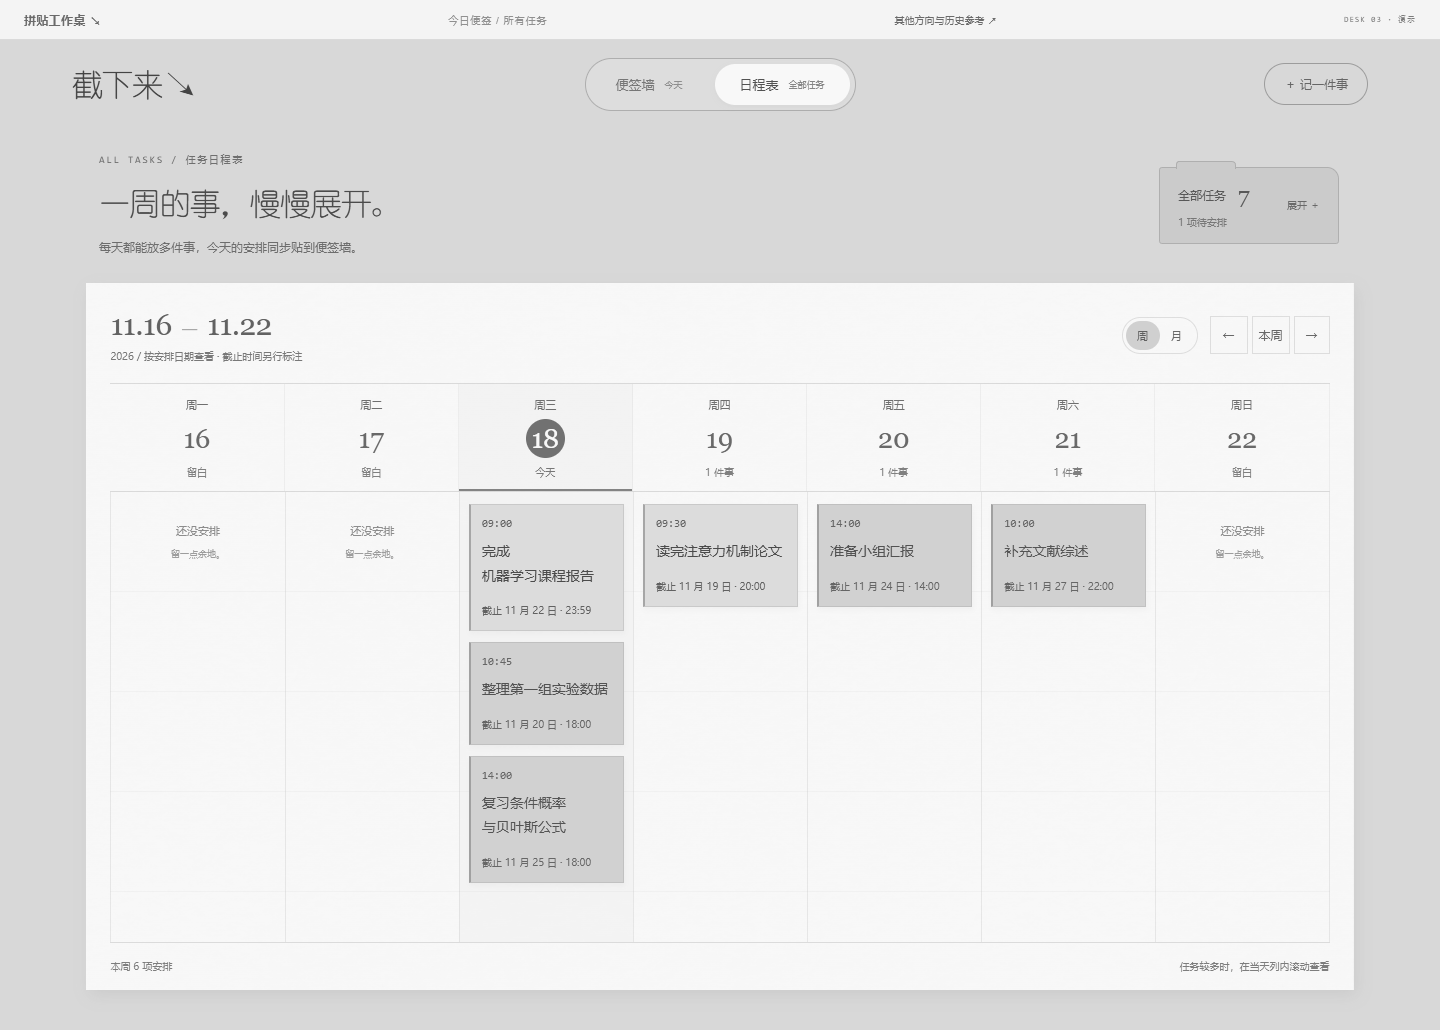 拼贴工作桌 ↘
今日便签 / 所有任务
其他方向与历史参考 ↗
DESK 03 · 演示
截下来↘
便签墙 今天
日程表 全部任务
+ 记一件事
ALL TASKS / 任务日程表
一周的事，慢慢展开。
每天都能放多件事，今天的安排同步贴到便签墙。
全部任务 7
1 项待安排
展开 +
11.16 — 11.22
2026 / 按安排日期查看 · 截止时间另行标注
周 月
← 本周 →
周一
16
留白
周二
17
留白
周三
18
今天
周四
19
1 件事
周五
20
1 件事
周六
21
1 件事
周日
22
留白
还没安排
留一点余地。
还没安排
留一点余地。
09:00
完成
机器学习课程报告
截止 11 月 22 日 · 23:59
10:45
整理第一组实验数据
截止 11 月 20 日 · 18:00
14:00
复习条件概率
与贝叶斯公式
截止 11 月 25 日 · 18:00
09:30
读完注意力机制论文
截止 11 月 19 日 · 20:00
14:00
准备小组汇报
截止 11 月 24 日 · 14:00
10:00
补充文献综述
截止 11 月 27 日 · 22:00
还没安排
留一点余地。
本周 6 项安排
任务较多时，在当天列内滚动查看